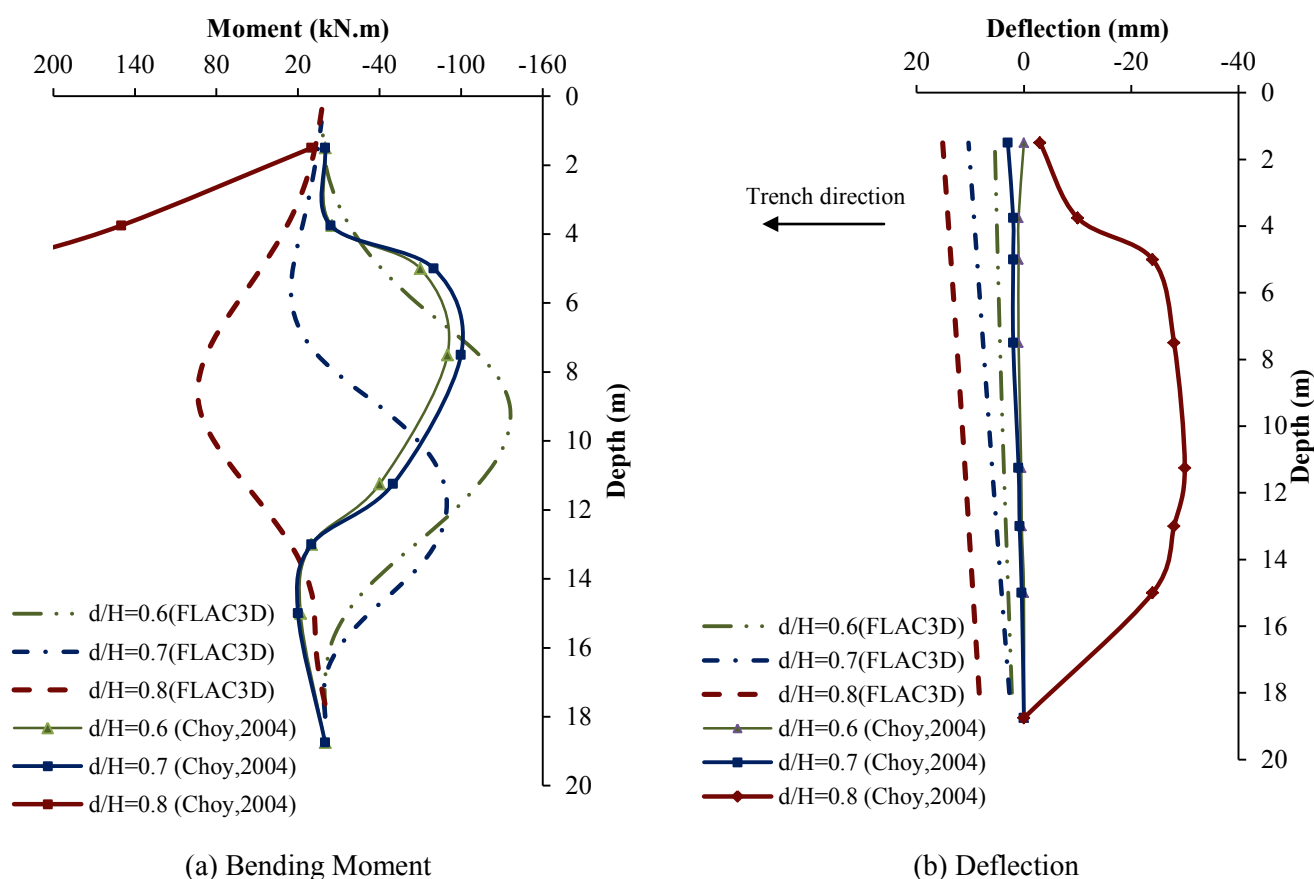 Moment (kN.m)
200 140 80 20 -40 -100 -160
0
2
4
6
8
10
12
14
16
18
20
Depth (m)
d/H=0.6(FLAC3D)
d/H=0.7(FLAC3D)
d/H=0.8(FLAC3D)
d/H=0.6 (Choy,2004)
d/H=0.7 (Choy,2004)
d/H=0.8 (Choy,2004)
(a) Bending Moment
Deflection (mm)
20 0 -20 -40
0
2
4
6
8
10
12
14
16
18
20
Depth (m)
Trench direction
d/H=0.6(FLAC3D)
d/H=0.7(FLAC3D)
d/H=0.8(FLAC3D)
d/H=0.6 (Choy,2004)
d/H=0.7 (Choy,2004)
d/H=0.8 (Choy,2004)
(b) Deflection